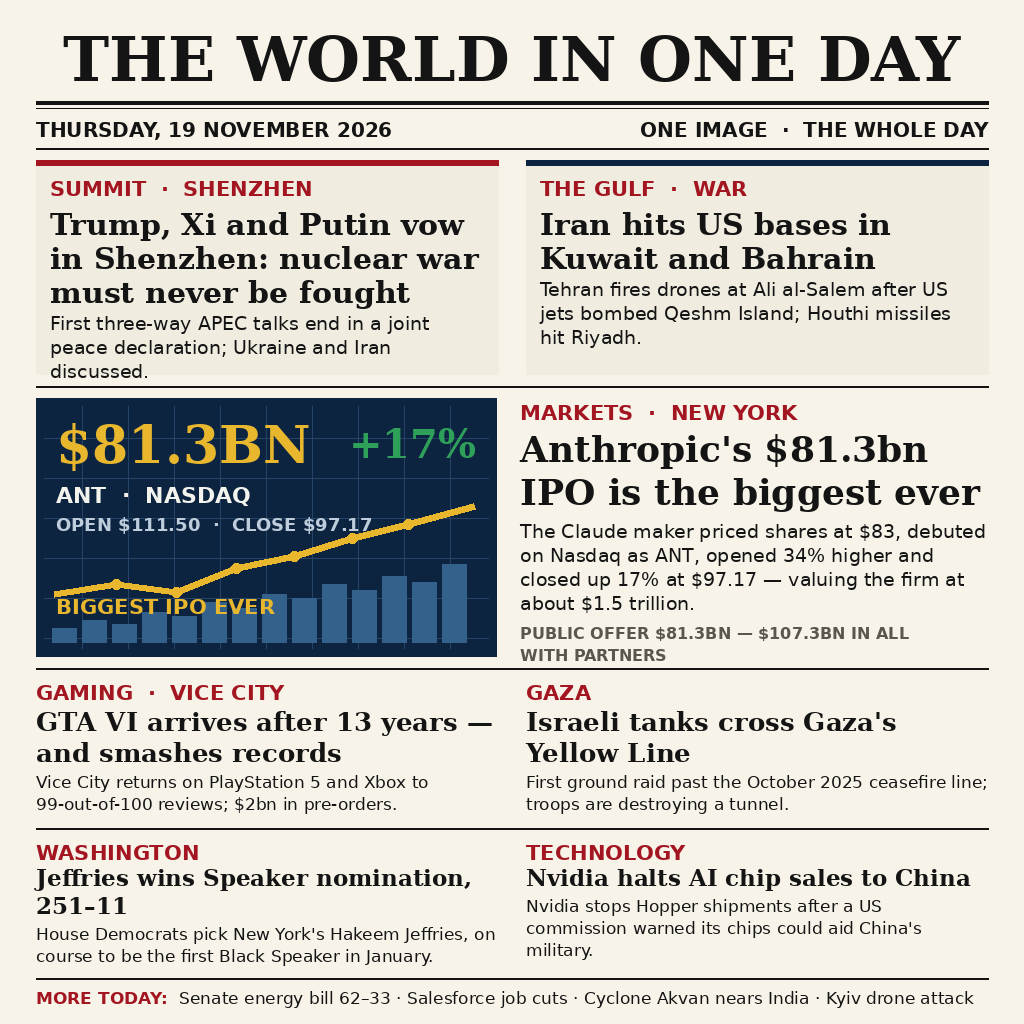 THE WORLD IN ONE DAY
THURSDAY, 19 NOVEMBER 2026
ONE IMAGE · THE WHOLE DAY
SUMMIT · SHENZHEN
Trump, Xi and Putin vow
in Shenzhen: nuclear war
must never be fought
First three-way APEC talks end in a joint
peace declaration; Ukraine and Iran
discussed.
THE GULF · WAR
Iran hits US bases in
Kuwait and Bahrain
Tehran fires drones at Ali al-Salem after US
jets bombed Qeshm Island; Houthi missiles
hit Riyadh.
$81.3BN +17%
ANT · NASDAQ
OPEN $111.50 · CLOSE $97.17
BIGGEST IPO EVER
MARKETS · NEW YORK
Anthropic's $81.3bn
IPO is the biggest ever
The Claude maker priced shares at $83, debuted
on Nasdaq as ANT, opened 34% higher and
closed up 17% at $97.17 — valuing the firm at
about $1.5 trillion.
PUBLIC OFFER $81.3BN — $107.3BN IN ALL
WITH PARTNERS
GAMING · VICE CITY
GTA VI arrives after 13 years —
and smashes records
Vice City returns on PlayStation 5 and Xbox to
99-out-of-100 reviews; $2bn in pre-orders.
GAZA
Israeli tanks cross Gaza's
Yellow Line
First ground raid past the October 2025 ceasefire line;
troops are destroying a tunnel.
WASHINGTON
Jeffries wins Speaker nomination,
251–11
House Democrats pick New York's Hakeem Jeffries, on
course to be the first Black Speaker in January.
TECHNOLOGY
Nvidia halts AI chip sales to China
Nvidia stops Hopper shipments after a US
commission warned its chips could aid China's
military.
MORE TODAY: Senate energy bill 62–33 · Salesforce job cuts · Cyclone Akvan nears India · Kyiv drone attack